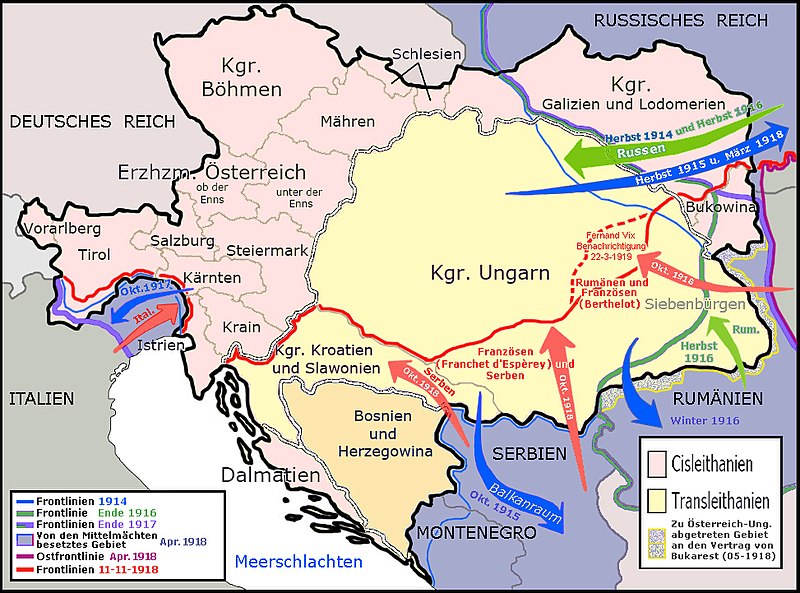 RUSSISCHES REICH
Schlesien
Kgr.
Böhmen
Kgr.
Galizien und Lodomerien
DEUTSCHES REICH
Mähren
Herbst 1914 und Herbst 1916
Russen
Herbst 1915 u. März 1918
Erzhzm. Österreich
ob der
Enns
unter der
Enns
Bukowina
Vorarlberg
Tirol
Salzburg
Steiermark
Fernand Vix
Benachrichtigung
22-3-1919
Kärnten
Kgr. Ungarn
Okt. 1916
Okt.1917
Rumänen und
Französen
(Berthelot)
Siebenbürgen
Ital.
Krain
Istrien
Rum.
Herbst
1916
Kgr. Kroatien
und Slawonien
Französen
(Franchet d'Espèrey) und
Serben
Serben
Okt. 1918
Okt. 1918
ITALIEN
RUMÄNIEN
Winter 1916
Bosnien
und
Herzegowina
SERBIEN
Dalmatien
Balkanraum
Okt. 1915
MONTENEGRO
Meerschlachten
Cisleithanien
Transleithanien
Zu Österreich-Ung.
abgetreten Gebiet
an den Vertrag von
Bukarest (05-1918)
Frontlinien 1914
Frontlinie Ende 1916
Frontlinien Ende 1917
Von den Mittelmächten
besetztes Gebiet Apr. 1918
Ostfrontlinie Apr. 1918
Frontlinien 11-11-1918